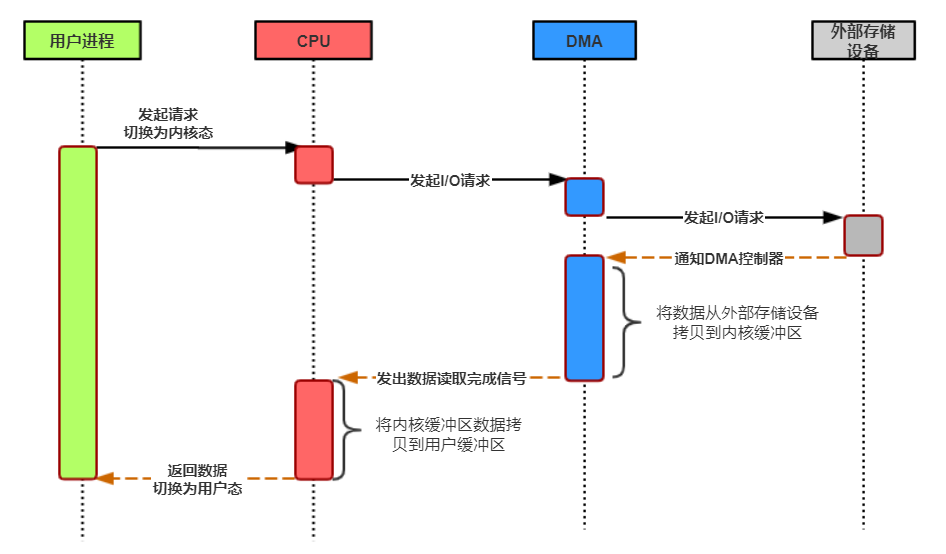 用户进程
CPU
DMA
外部存储
设备
发起请求
切换为内核态
发起I/O请求
发起I/O请求
通知DMA控制器
将数据从外部存储设备
拷贝到内核缓冲区
发出数据读取完成信号
将内核缓冲区数据拷
贝到用户缓冲区
返回数据
切换为用户态